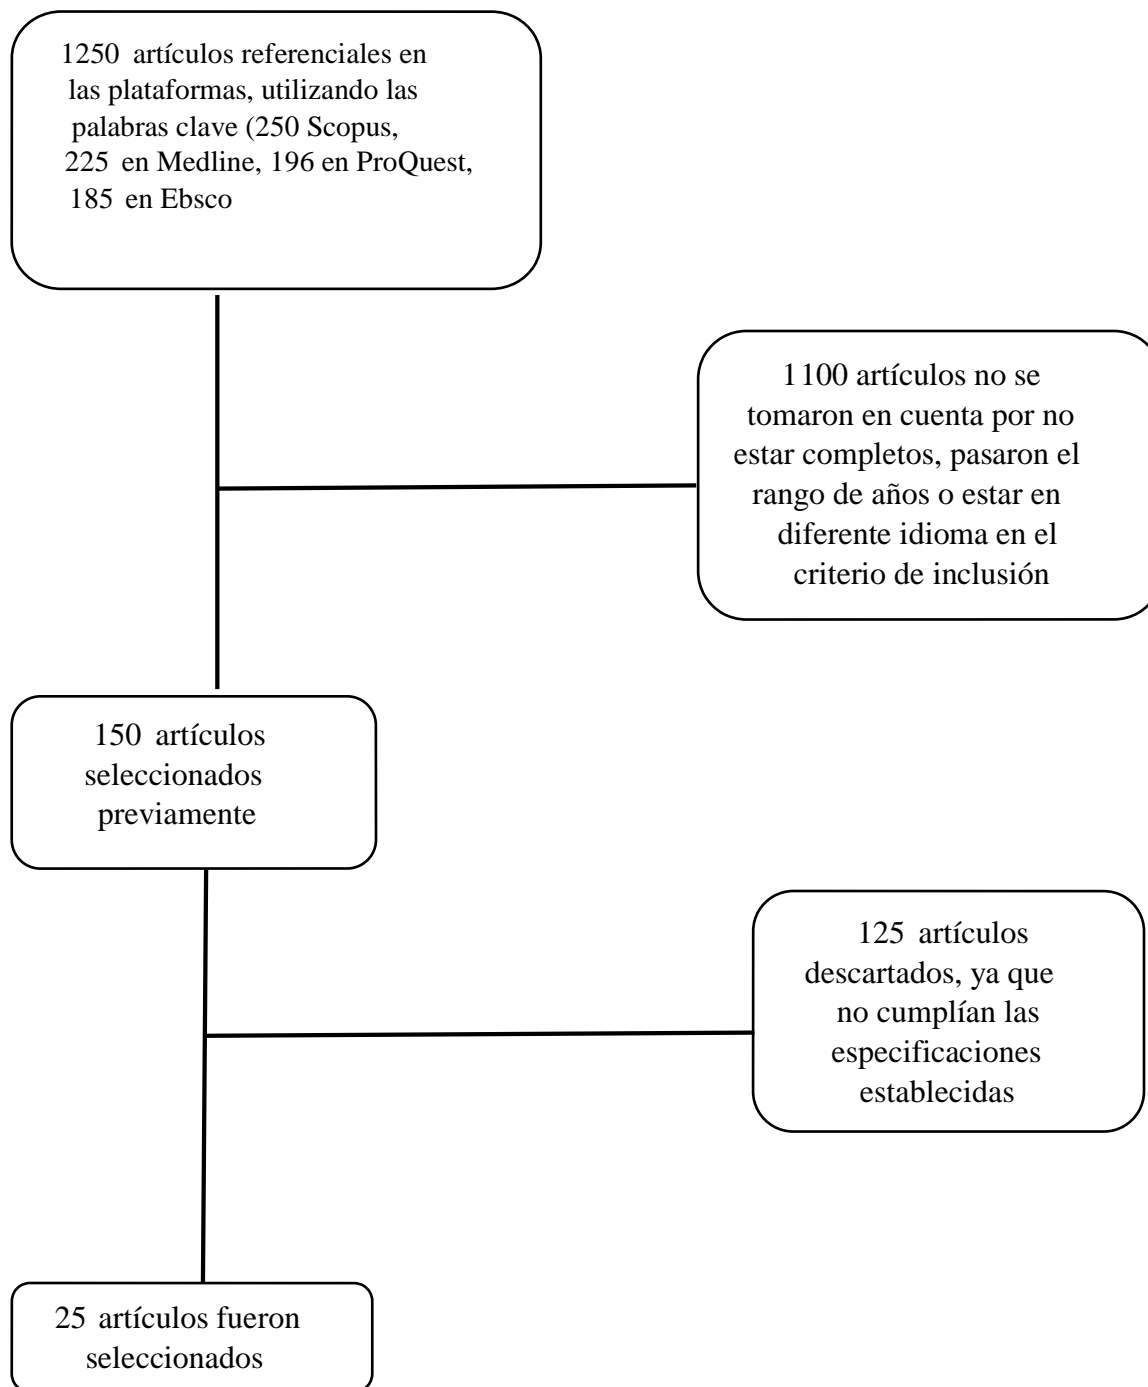 1250 artículos referenciales en
las plataformas, utilizando las
palabras clave (250 Scopus,
225 en Medline, 196 en ProQuest,
185 en Ebsco
1100 artículos no se
tomaron en cuenta por no
estar completos, pasaron el
rango de años o estar en
diferente idioma en el
criterio de inclusión
150 artículos
seleccionados
previamente
125 artículos
descartados, ya que
no cumplían las
especificaciones
establecidas
25 artículos fueron
seleccionados